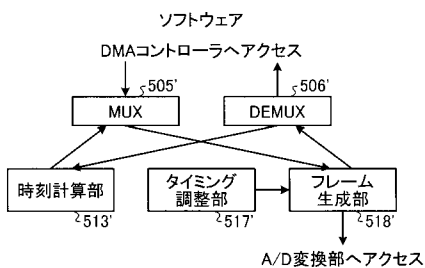 ソフトウェア
DMAコントローラへアクセス
505'
506'
MUX
DEMUX
時刻計算部
タイミング
調整部
フレーム
生成部
513'
517'
518'
A/D変換部へアクセス